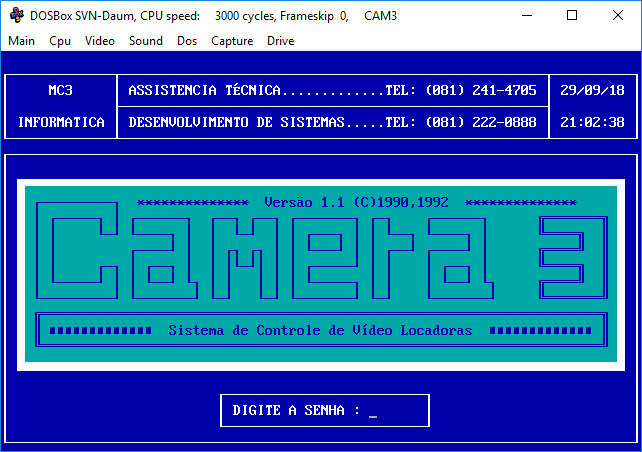 DOSBox SVN-Daum, CPU speed: 3000 cycles, Frameskip 0, CAM3
Main Cpu Video Sound Dos Capture Drive
MC3 ASSISTENCIA TÉCNICA.............TEL: (081) 241-4705 29/09/18
INFORMATICA DESENVOLVIMENTO DE SISTEMAS.....TEL: (081) 222-0888 21:02:38
************** Versão 1.1 (C)1990,1992 **************
Camera 3
Sistema de Controle de Vídeo Locadoras
DIGITE A SENHA : _